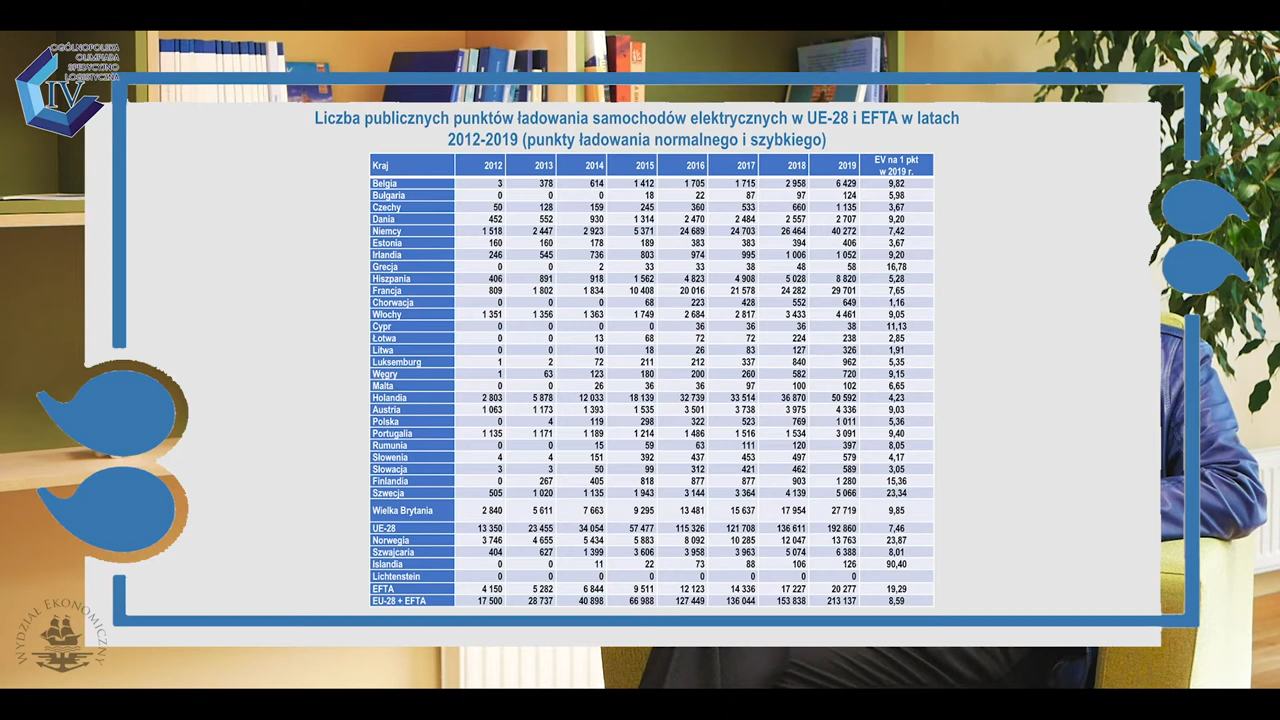 OGÓLNOPOLSKA
OLIMPIADA
SPEDYCYJNO
LOGISTYCZNA
IV
Liczba publicznych punktów ładowania samochodów elektrycznych w UE-28 i EFTA w latach
2012-2019 (punkty ładowania normalnego i szybkiego)
Kraj 2012 2013 2014 2015 2016 2017 2018 2019 EV na 1 pkt w 2019 r.
Belgia 3 378 614 1 412 1 705 1 715 2 958 6 429 9,82
Bułgaria 0 0 0 18 22 87 97 124 5,98
Czechy 50 128 159 245 360 533 660 1 135 3,67
Dania 452 552 930 1 314 2 470 2 484 2 557 2 707 9,20
Niemcy 1 518 2 447 2 923 5 371 24 689 24 703 26 464 40 272 7,42
Estonia 160 160 178 189 383 383 394 406 3,67
Irlandia 246 545 736 803 974 995 1 006 1 052 9,20
Grecja 0 0 2 33 33 38 48 58 16,78
Hiszpania 406 891 918 1 562 4 823 4 908 5 028 8 820 5,28
Francja 809 1 802 1 834 10 408 20 016 21 578 24 282 29 701 7,65
Chorwacja 0 0 0 68 223 428 552 649 1,16
Włochy 1 351 1 356 1 363 1 749 2 684 2 817 3 433 4 461 9,05
Cypr 0 0 0 0 36 36 36 38 11,13
Łotwa 0 0 13 68 72 72 224 238 2,85
Litwa 0 0 10 18 26 83 127 326 1,91
Luksemburg 1 2 72 211 212 337 840 962 5,35
Węgry 1 63 123 180 200 260 582 720 9,15
Malta 0 0 26 36 36 97 100 102 6,65
Holandia 2 803 5 878 12 033 18 139 32 739 33 514 36 870 50 592 4,23
Austria 1 063 1 173 1 393 1 535 3 501 3 738 3 975 4 336 9,03
Polska 0 4 119 298 322 523 769 1 011 5,36
Portugalia 1 135 1 171 1 189 1 214 1 486 1 516 1 534 3 091 9,40
Rumunia 0 0 15 59 63 111 120 397 8,05
Słowenia 4 4 151 392 437 453 497 579 4,17
Słowacja 3 3 50 99 312 421 462 589 3,05
Finlandia 0 267 405 818 877 877 903 1 280 15,36
Szwecja 505 1 020 1 135 1 943 3 144 3 364 4 139 5 066 23,34
Wielka Brytania 2 840 5 611 7 663 9 295 13 481 15 637 17 954 27 719 9,85
UE-28 13 350 23 455 34 054 57 477 115 326 121 708 136 611 192 860 7,46
Norwegia 3 746 4 655 5 434 5 883 8 092 10 285 12 047 13 763 23,87
Szwajcaria 404 627 1 399 3 606 3 958 3 963 5 074 6 388 8,01
Islandia 0 0 11 22 73 88 106 126 90,40
Lichtenstein 0 0 0 0 0 0 0 0
EFTA 4 150 5 282 6 844 9 511 12 123 14 336 17 227 20 277 19,29
EU-28 + EFTA 17 500 28 737 40 898 66 988 127 449 136 044 153 838 213 137 8,59
WYDZIAŁ EKONOMICZNY